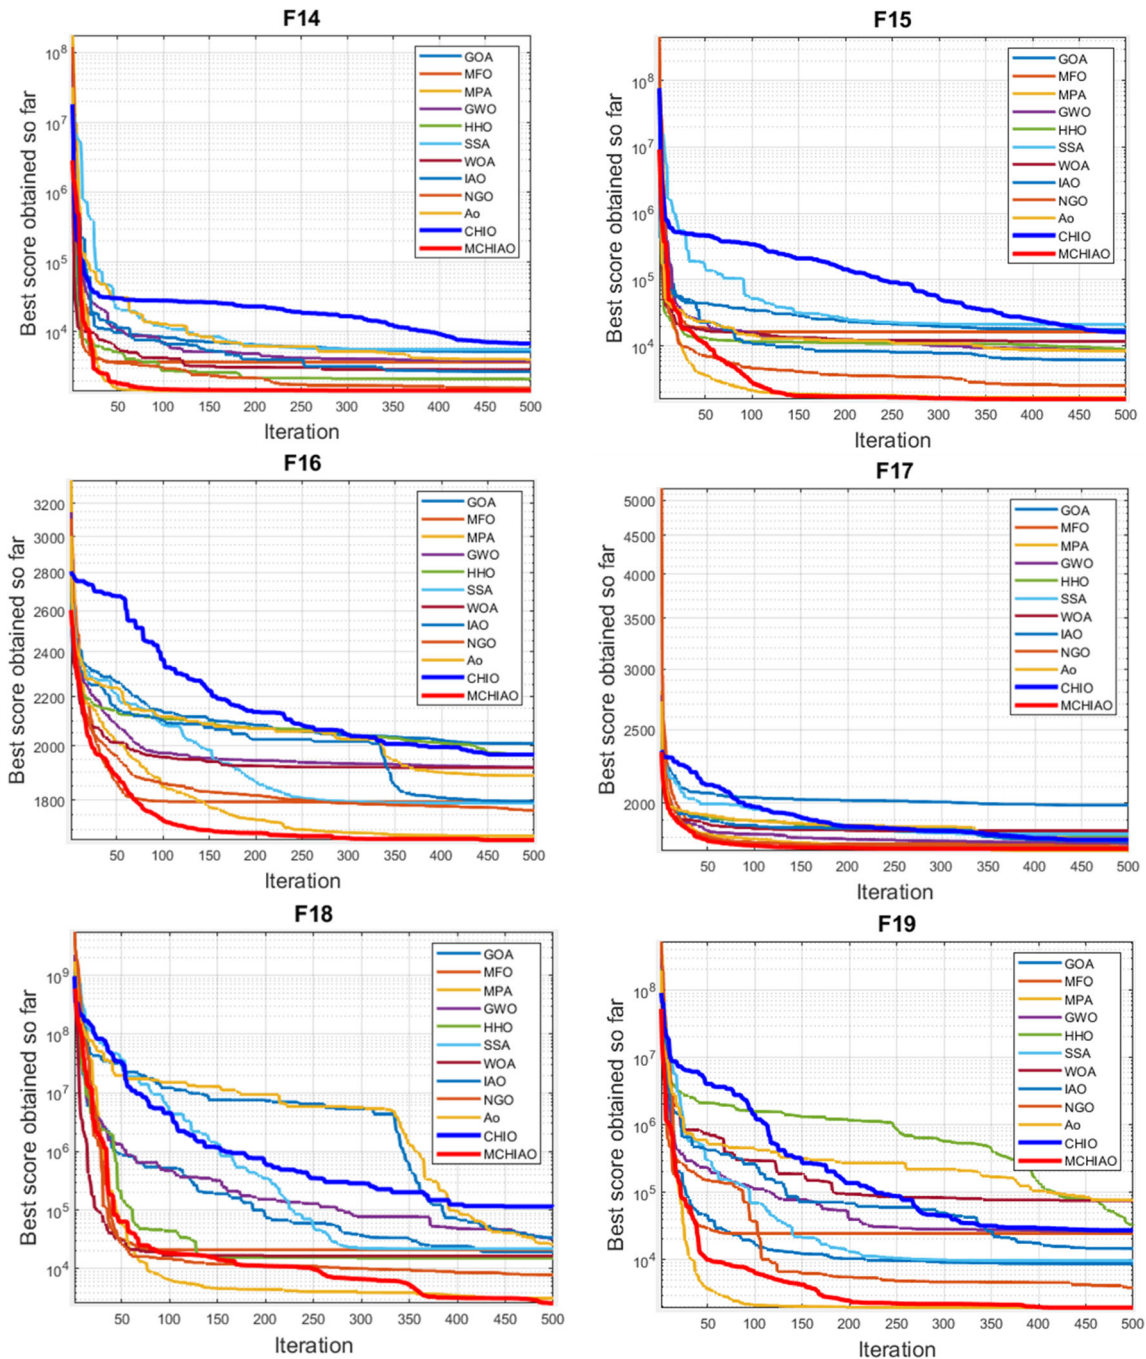 F14
Best score obtained so far
10^8
10^7
10^6
10^5
10^4
GOA
MFO
MPA
GWO
HHO
SSA
WOA
IAO
NGO
Ao
CHIO
MCHIAO
50 100 150 200 250 300 350 400 450 500
Iteration
F15
Best score obtained so far
10^8
10^7
10^6
10^5
10^4
GOA
MFO
MPA
GWO
HHO
SSA
WOA
IAO
NGO
Ao
CHIO
MCHIAO
50 100 150 200 250 300 350 400 450 500
Iteration
F16
Best score obtained so far
3200
3000
2800
2600
2400
2200
2000
1800
GOA
MFO
MPA
GWO
HHO
SSA
WOA
IAO
NGO
Ao
CHIO
MCHIAO
50 100 150 200 250 300 350 400 450 500
Iteration
F17
Best score obtained so far
5000
4500
4000
3500
3000
2500
2000
GOA
MFO
MPA
GWO
HHO
SSA
WOA
IAO
NGO
Ao
CHIO
MCHIAO
50 100 150 200 250 300 350 400 450 500
Iteration
F18
Best score obtained so far
10^9
10^8
10^7
10^6
10^5
10^4
GOA
MFO
MPA
GWO
HHO
SSA
WOA
IAO
NGO
Ao
CHIO
MCHIAO
50 100 150 200 250 300 350 400 450 500
Iteration
F19
Best score obtained so far
10^8
10^7
10^6
10^5
10^4
GOA
MFO
MPA
GWO
HHO
SSA
WOA
IAO
NGO
Ao
CHIO
MCHIAO
50 100 150 200 250 300 350 400 450 500
Iteration